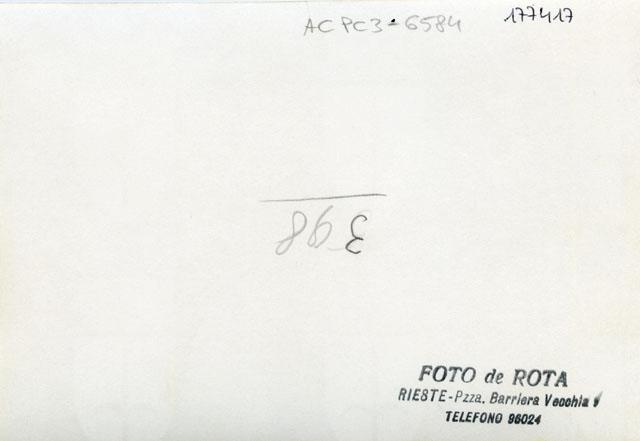 ACPC3-6584 177417
398
FOTO de ROTA
RIESTE-Pzza. Barriera Vecchia
TELEFONO 96024